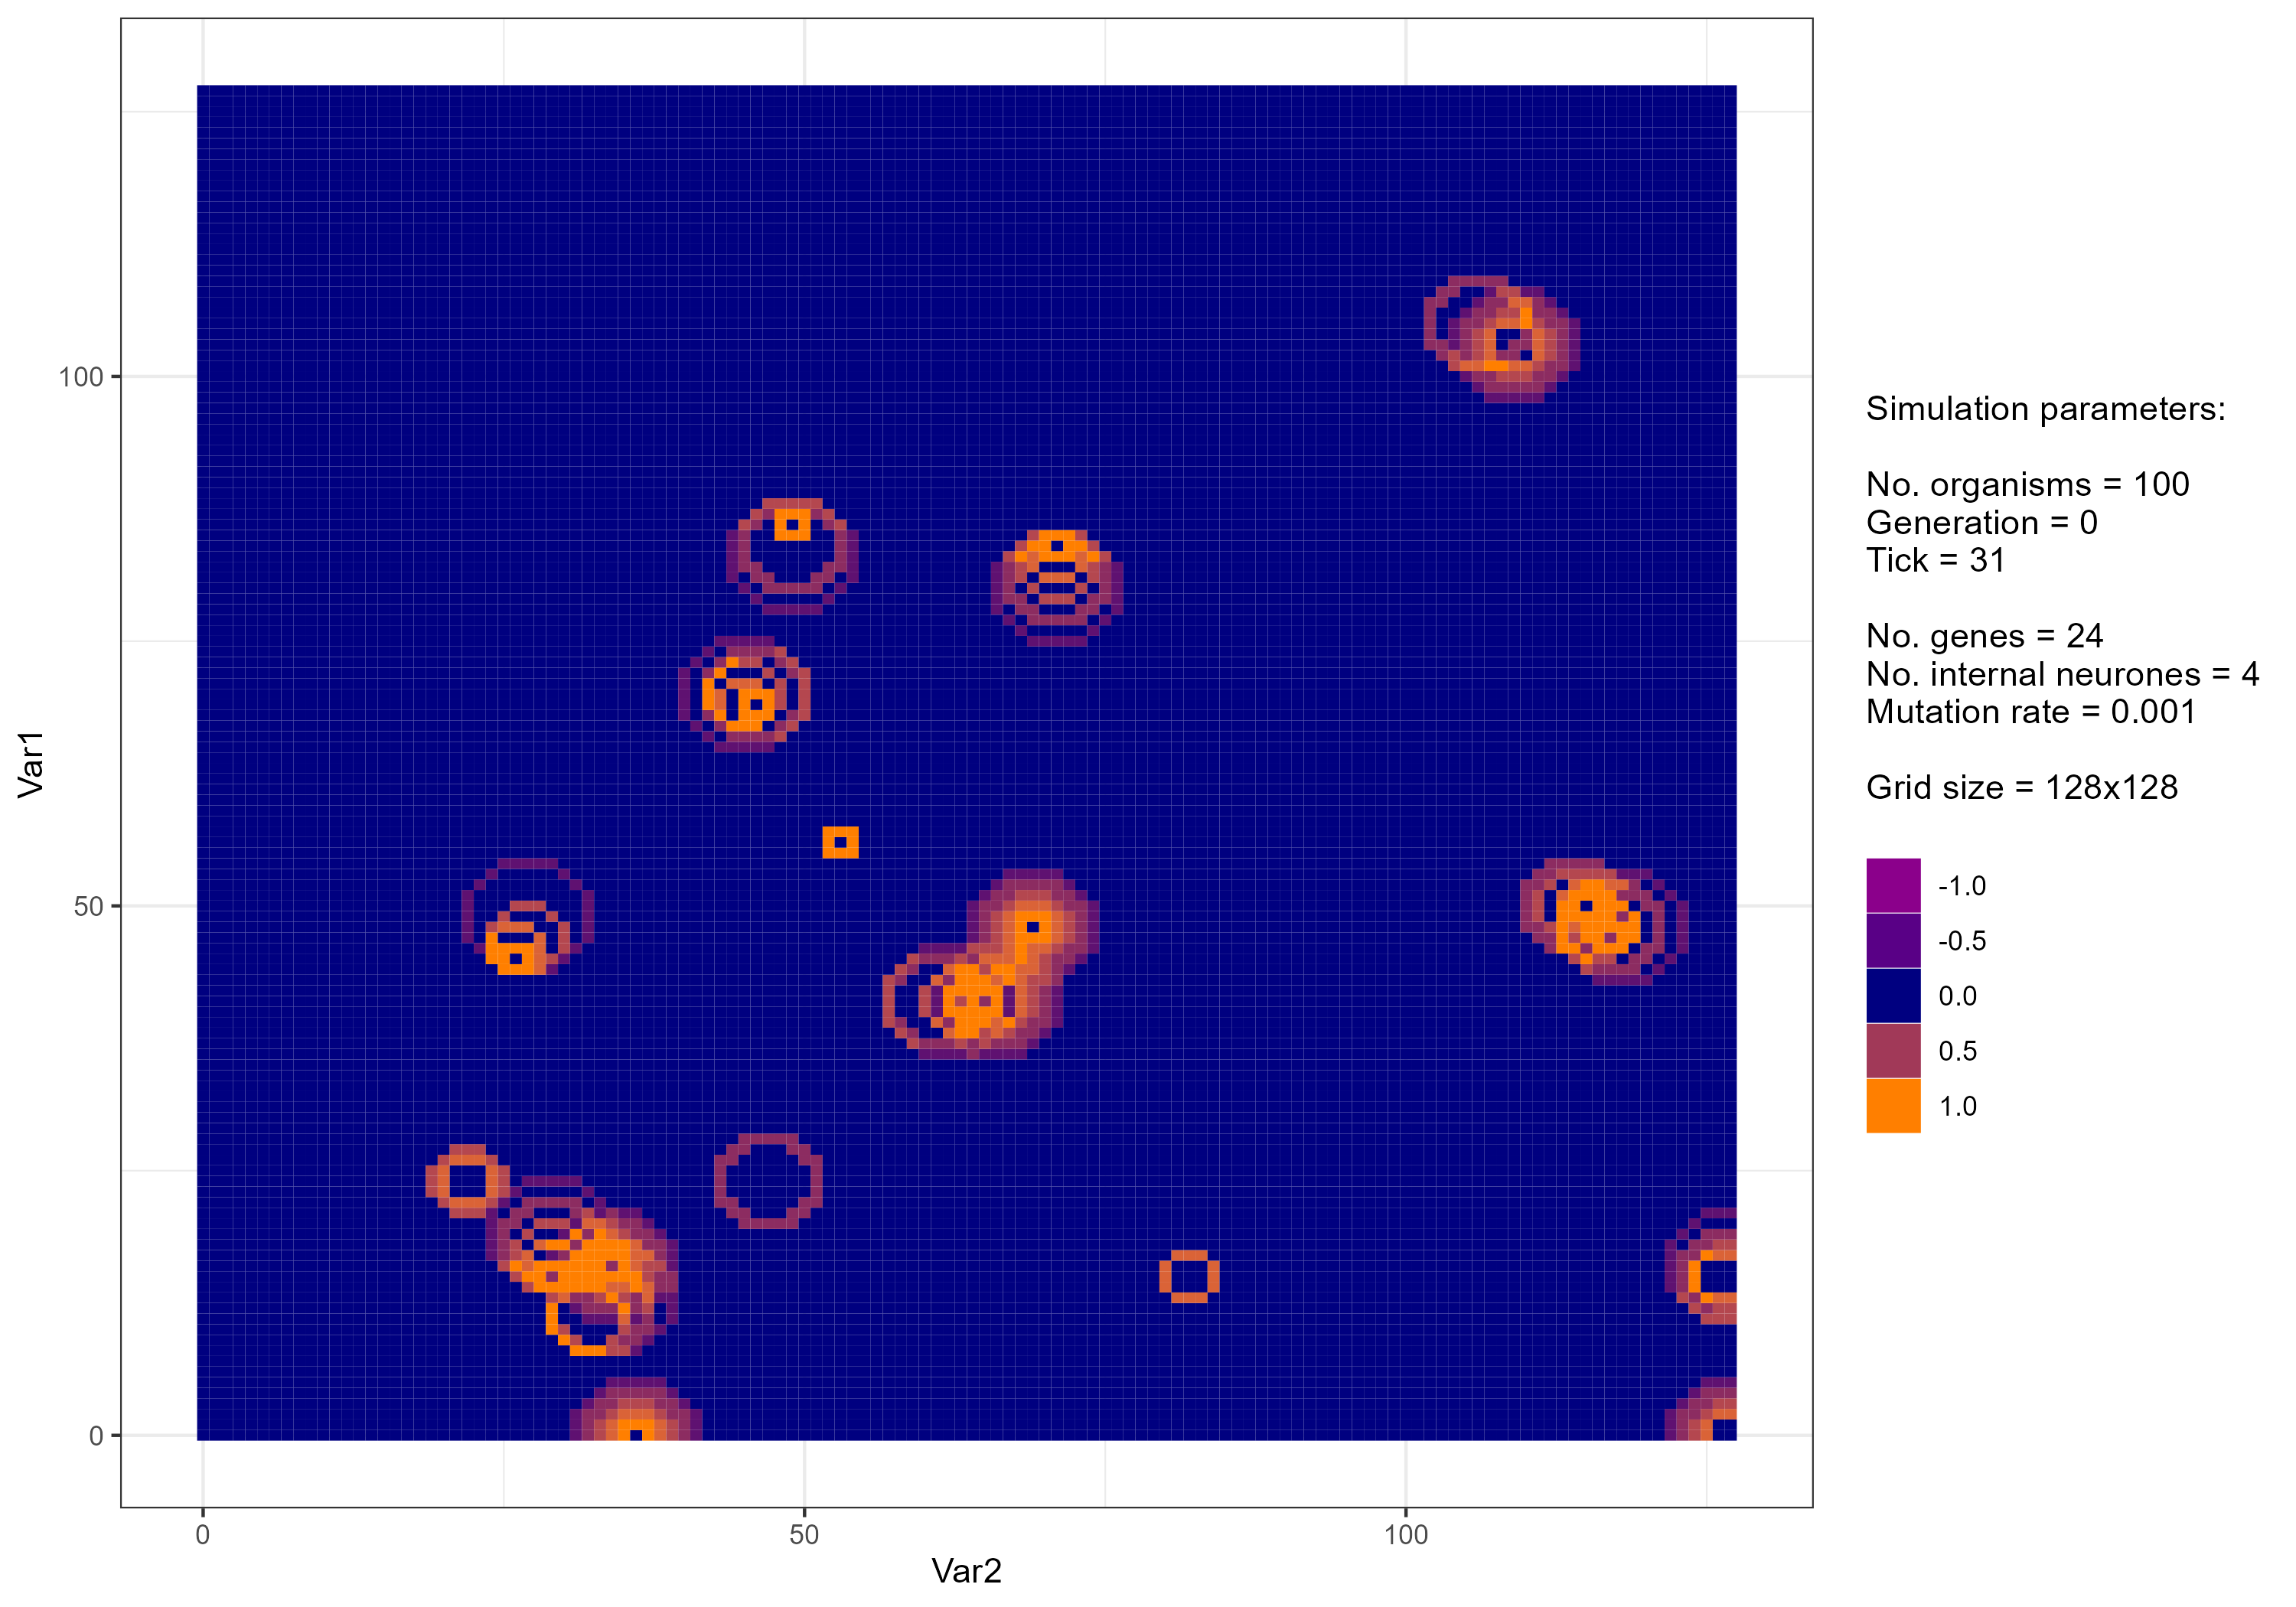 100
50
0
Var1
0
50
100
Var2
Simulation parameters:
No. organisms = 100
Generation = 0
Tick = 31
No. genes = 24
No. internal neurones = 4
Mutation rate = 0.001
Grid size = 128x128
-1.0
-0.5
0.0
0.5
1.0